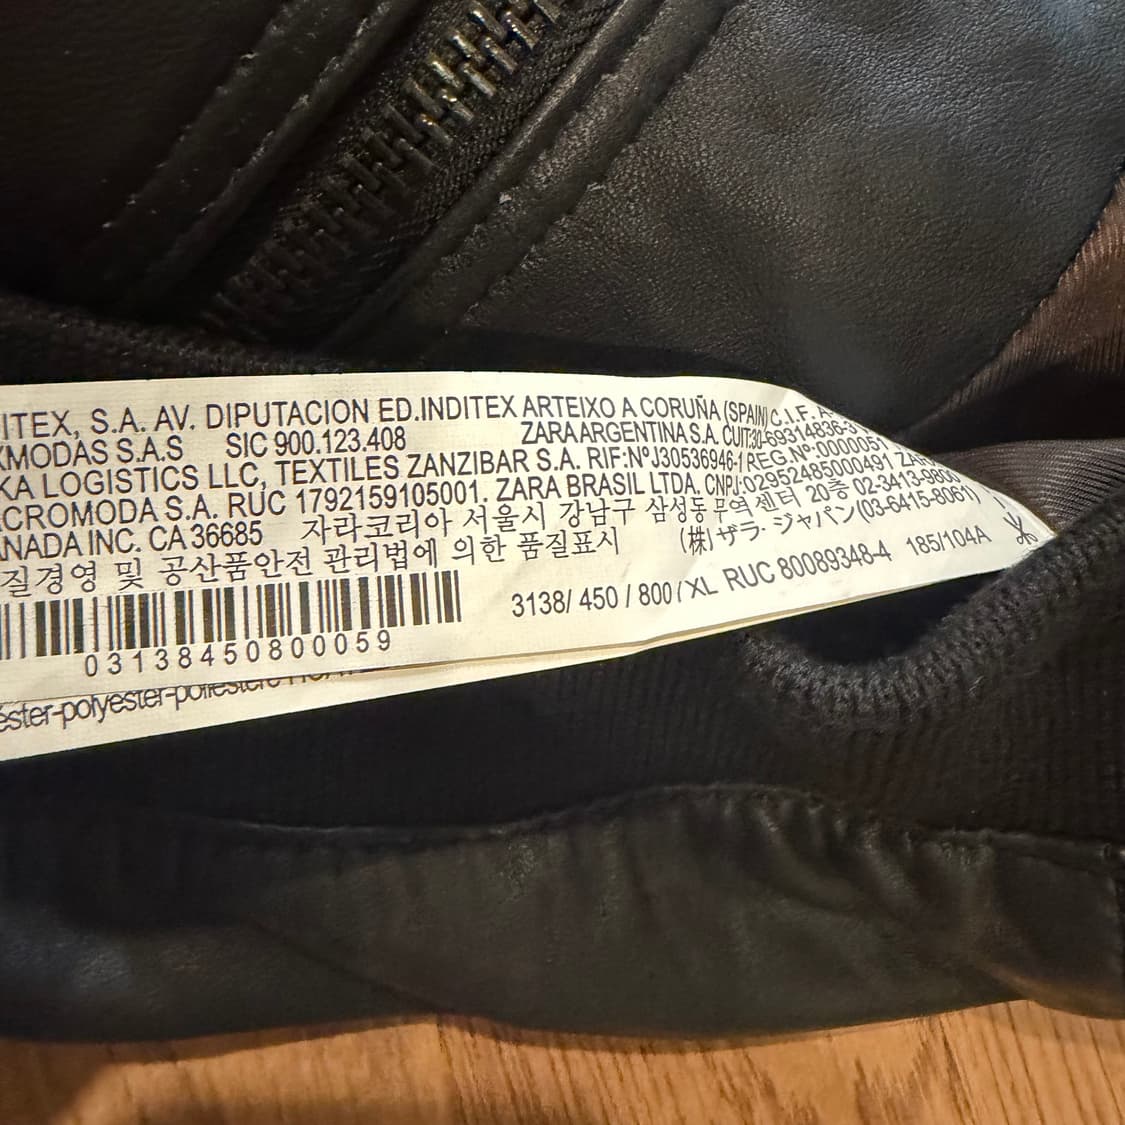 ITEX, S.A. AV. DIPUTACION ED.INDITEX ARTEIXO A CORUÑA (SPAIN) C.I.F. A-
XMODAS S.A.S SIC 900.123.408 ZARA ARGENTINA S.A. CUIT:30-69314836-3
KA LOGISTICS LLC, TEXTILES ZANZIBAR S.A. RIF:Nº J30536946-1 REG.Nº:0000051
ACROMODA S.A. RUC 1792159105001. ZARA BRASIL LTDA. CNPJ:02952485000491 ZARA
ANADA INC. CA 36685 자라코리아 서울시 강남구 삼성동 무역 센터 20층 02-3413-9800
질경영 및 공산품안전 관리법에 의한 품질표시 (株) ザラ・ジャパン(03-6415-8061)
3138/ 450 / 800 / XL RUC 80089348-4 185/104A
03138450800059
ester-polyester-poliestere